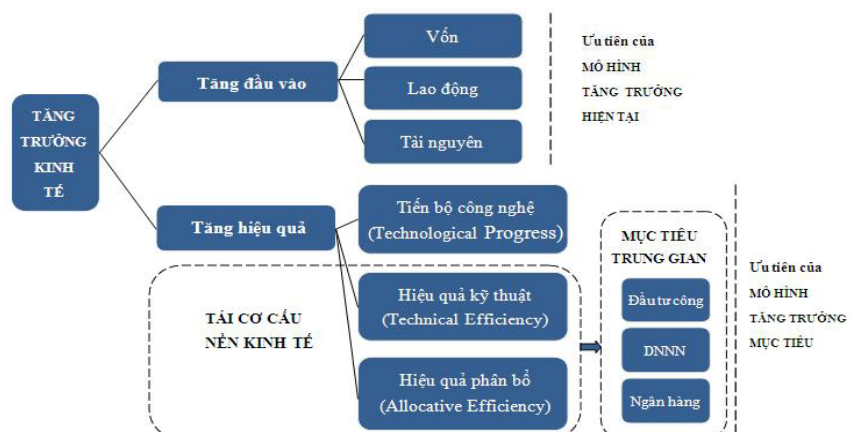 TĂNG
TRƯỞNG
KINH
TẾ
Tăng đầu vào
Vốn
Lao động
Tài nguyên
Ưu tiên của
MÔ HÌNH
TĂNG TRƯỞNG
HIỆN TẠI
Tăng hiệu quả
Tiến bộ công nghệ
(Technological Progress)
TÁI CƠ CẤU
NỀN KINH TẾ
Hiệu quả kỹ thuật
(Technical Efficiency)
Hiệu quả phân bổ
(Allocative Efficiency)
MỤC TIÊU
TRUNG GIAN
Đầu tư công
DNNN
Ngân hàng
Ưu tiên của
MÔ HÌNH
TĂNG TRƯỞNG
MỤC TIÊU